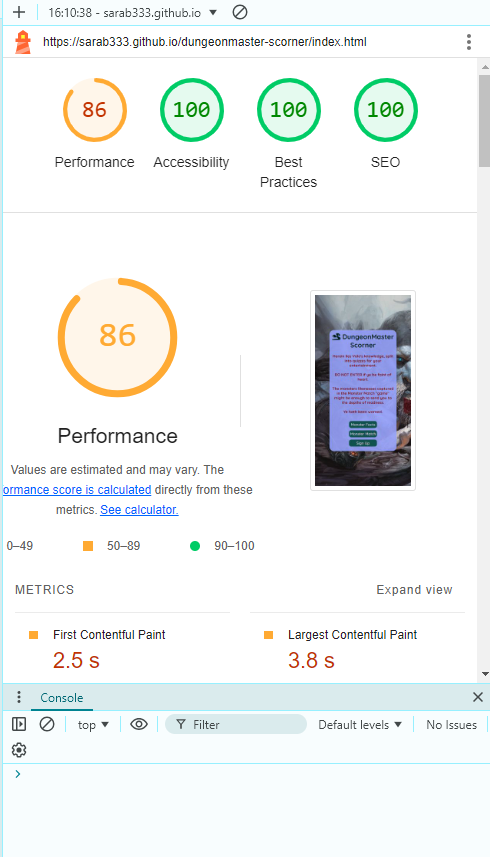 16:10:38 - sarab333.github.io
https://sarab333.github.io/dungeonmaster-scorner/index.html
86 100 100 100
Performance Accessibility Best Practices SEO
86
DungeonMaster
Scorner
Performance
Values are estimated and may vary. The
ormance score is calculated directly from these
metrics. See calculator.
0–49 50–89 90–100
METRICS Expand view
First Contentful Paint Largest Contentful Paint
2.5 s 3.8 s
Console
top Filter Default levels No Issues